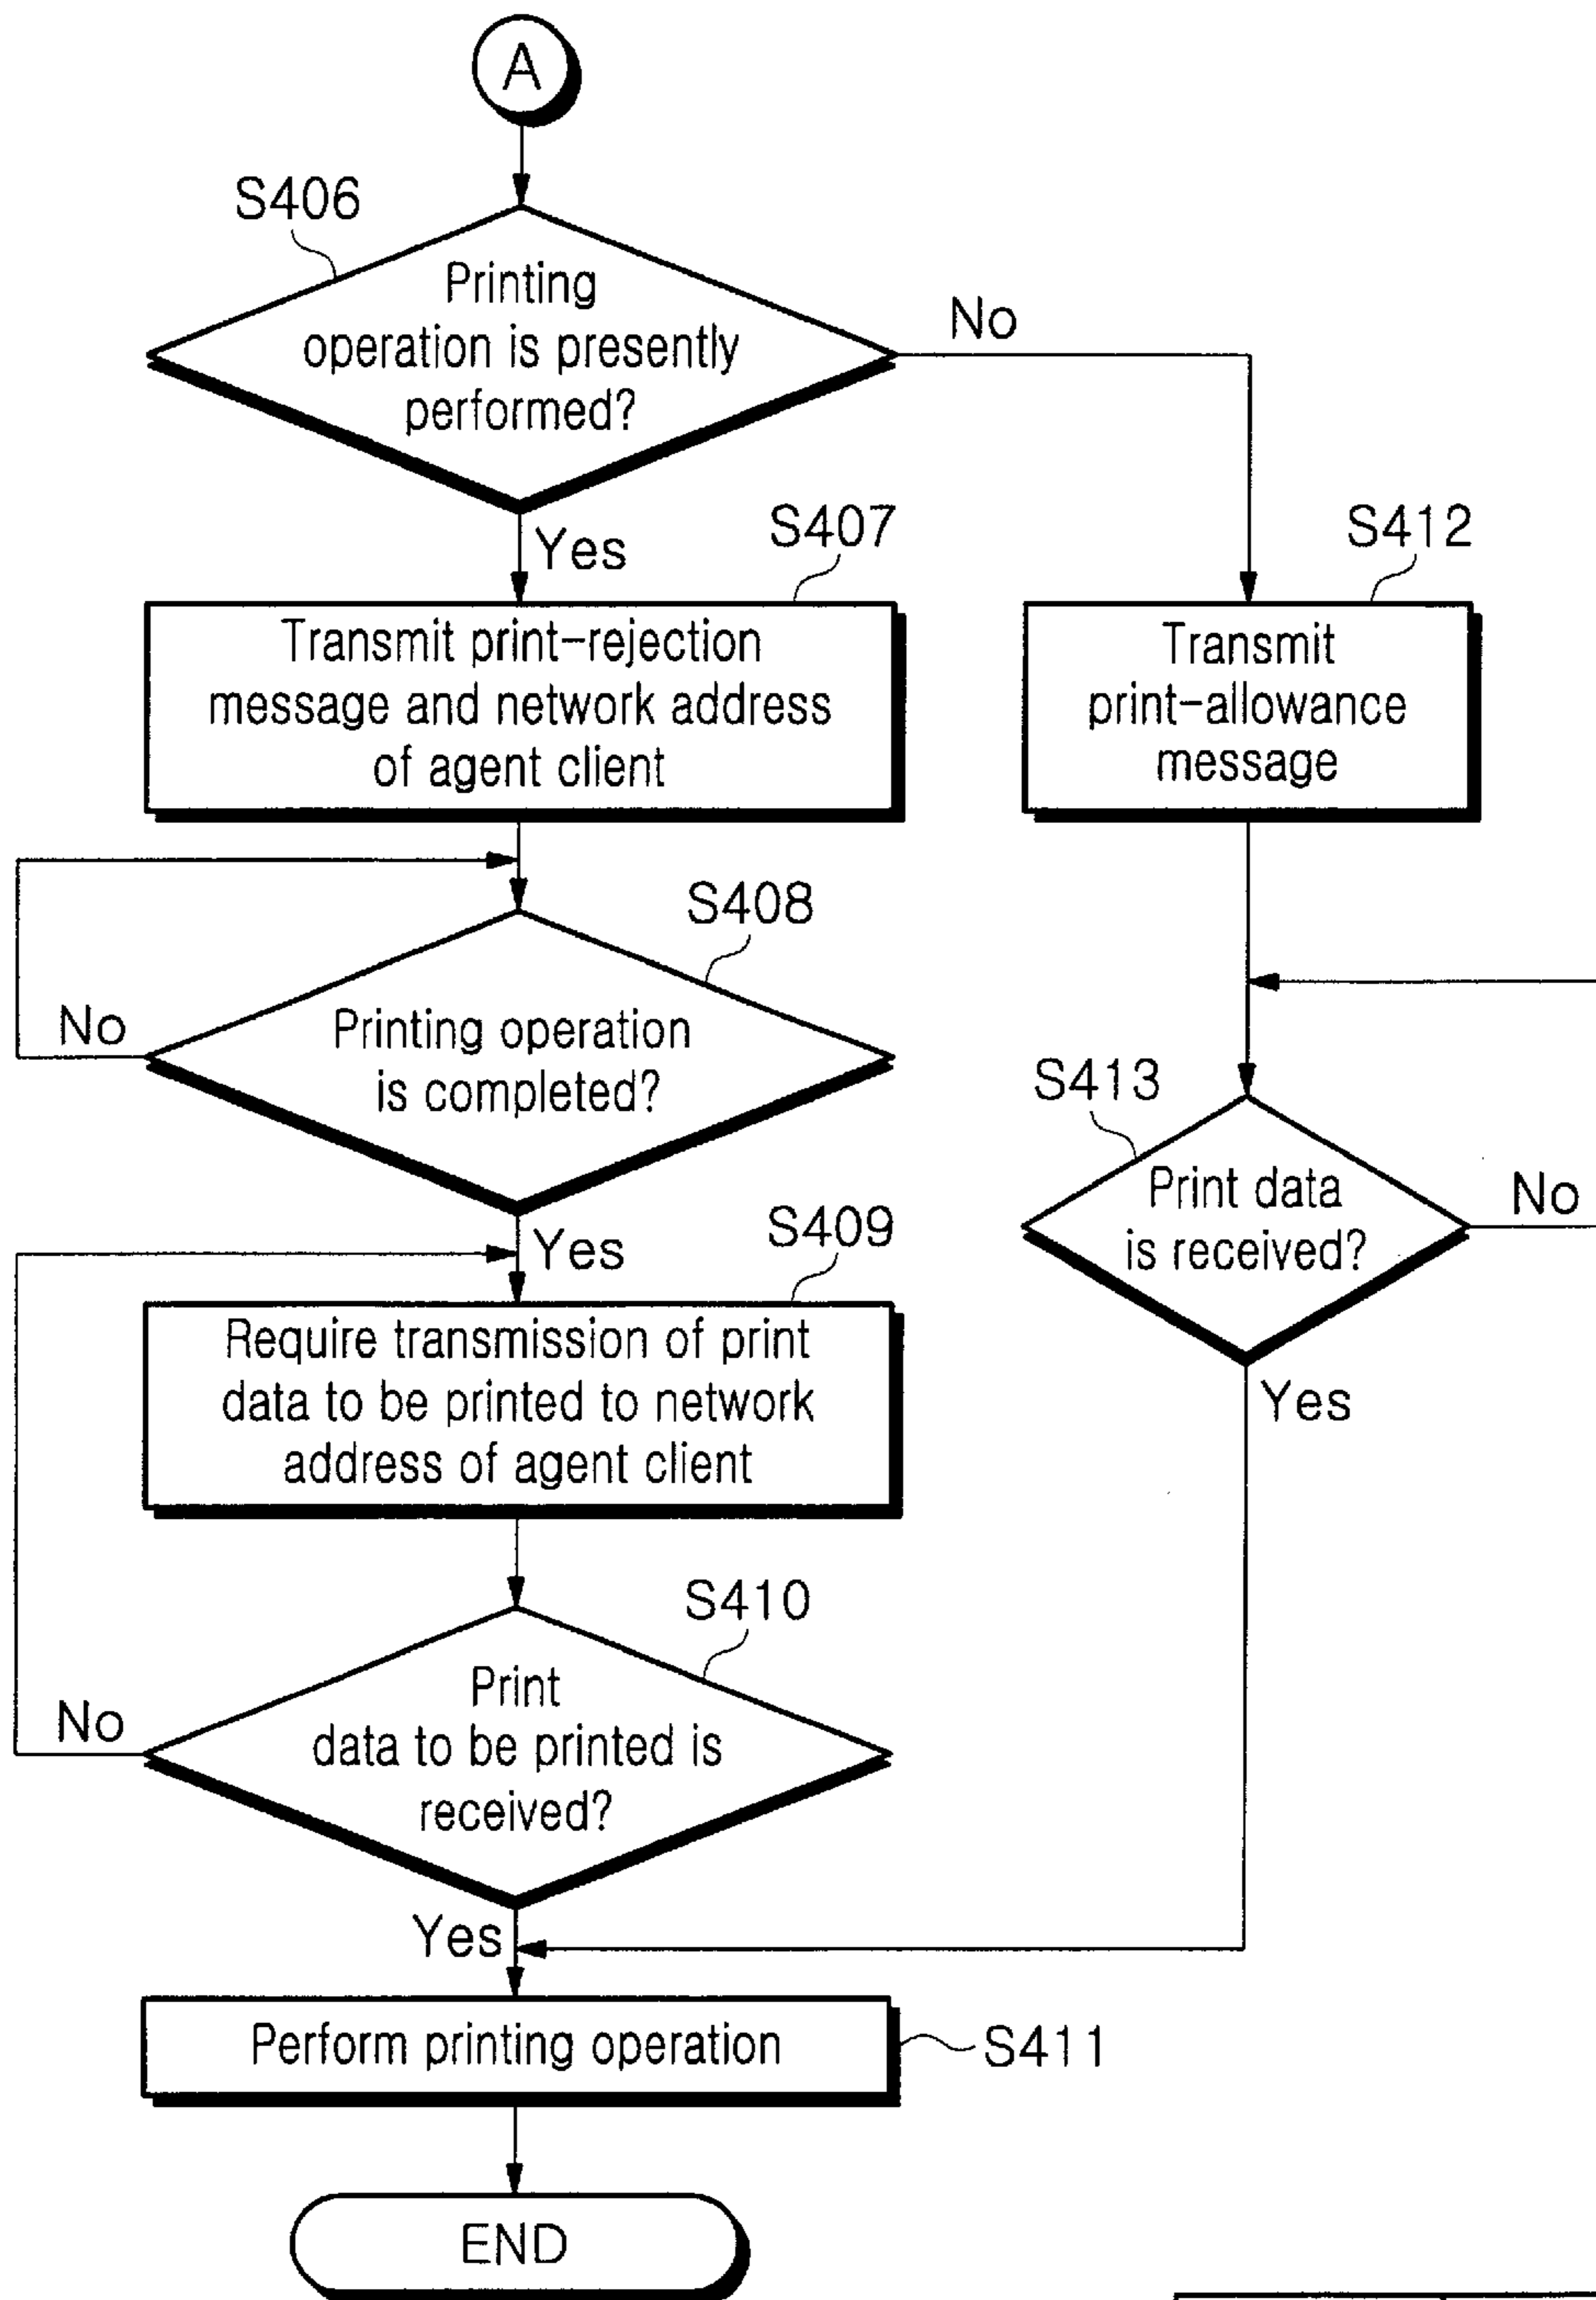 A
S406
Printing
operation is presently
performed?
No
Yes
S407
Transmit print-rejection
message and network address
of agent client
S412
Transmit
print-allowance
message
S408
Printing operation
is completed?
No
Yes
S413
Print data
is received?
No
Yes
S409
Require transmission of print
data to be printed to network
address of agent client
S410
Print
data to be printed is
received?
No
Yes
Perform printing operation
S411
END